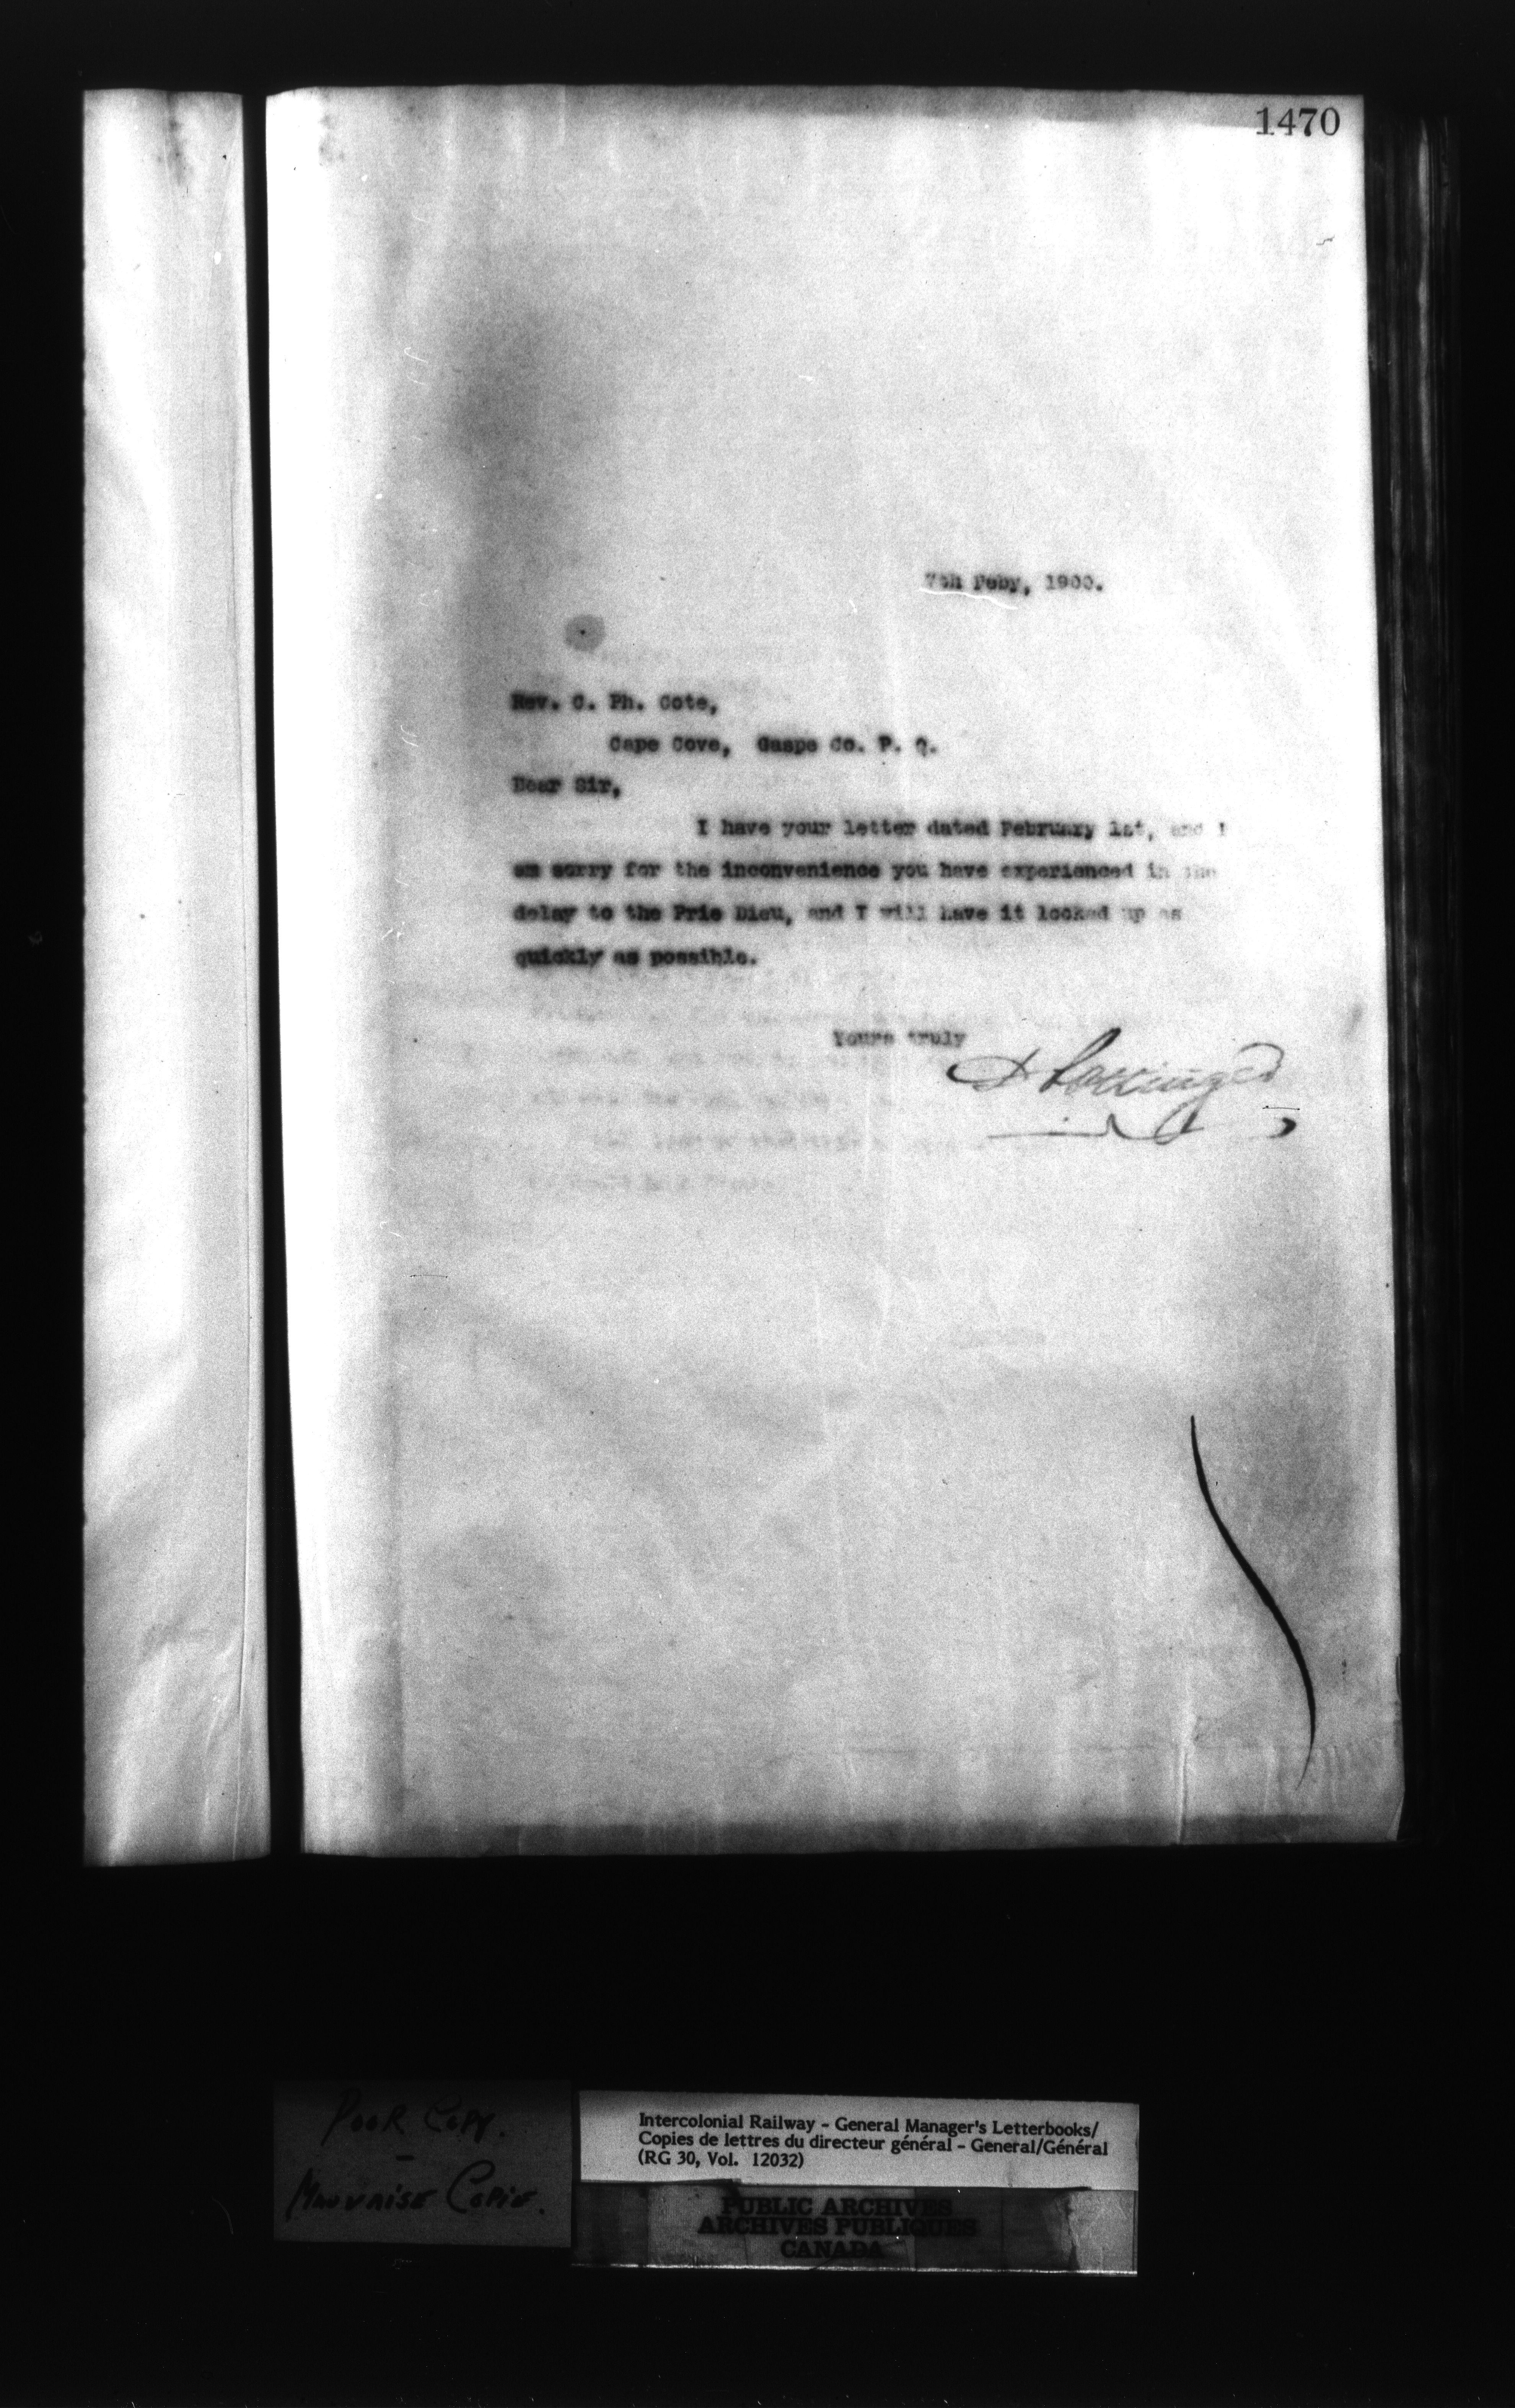 1470
7th Feby, 1900.
Rev. C. Ph. Cote,
Cape Cove, Gaspe Co. P. Q.
Dear Sir,
I have your letter dated February 1st, and I
am sorry for the inconvenience you have experienced in the
delay to the Prie Dieu, and I will have it looked up as
quickly as possible.
Yours truly
D Pottinger
POOR COPY.
MAUVAISE COPIE.
Intercolonial Railway - General Manager's Letterbooks/
Copies de lettres du directeur général - General/Général
(RG 30, Vol. 12032)
PUBLIC ARCHIVES
ARCHIVES PUBLIQUES
CANADA